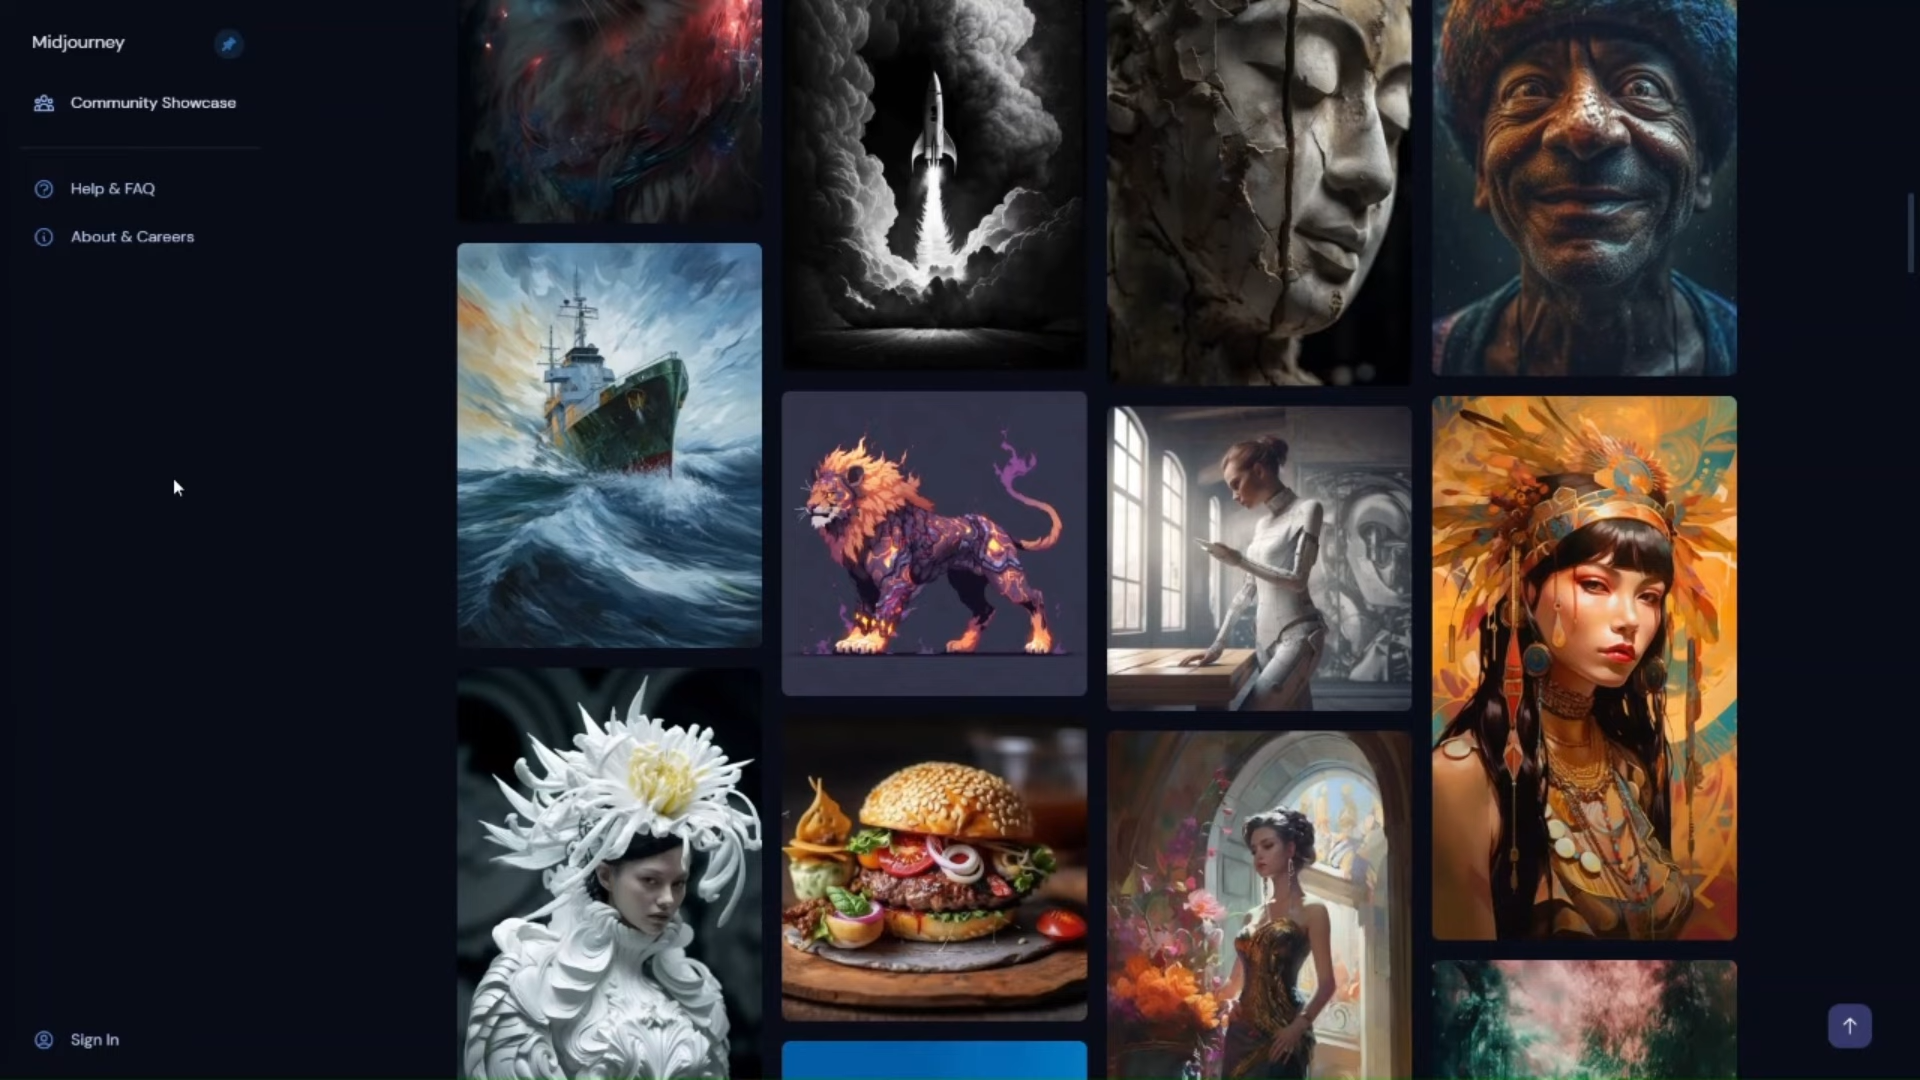 Midjourney
Community Showcase
Help & FAQ
About & Careers
Sign In